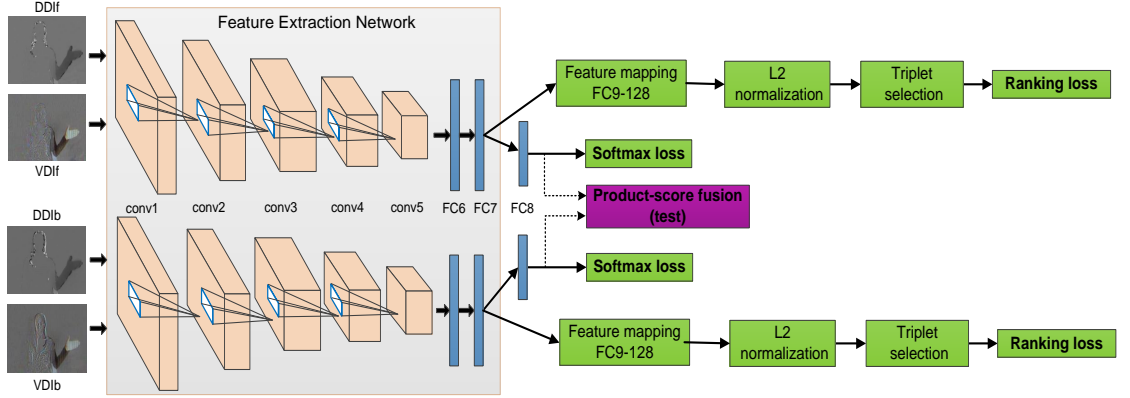 DDIf
Feature Extraction Network
VDIf
Feature mapping
FC9-128
L2
normalization
Triplet
selection
Ranking loss
Softmax loss
Product-score fusion
(test)
conv1
conv2
conv3
conv4
conv5
FC6
FC7
FC8
DDIb
Softmax loss
VDIb
Feature mapping
FC9-128
L2
normalization
Triplet
selection
Ranking loss